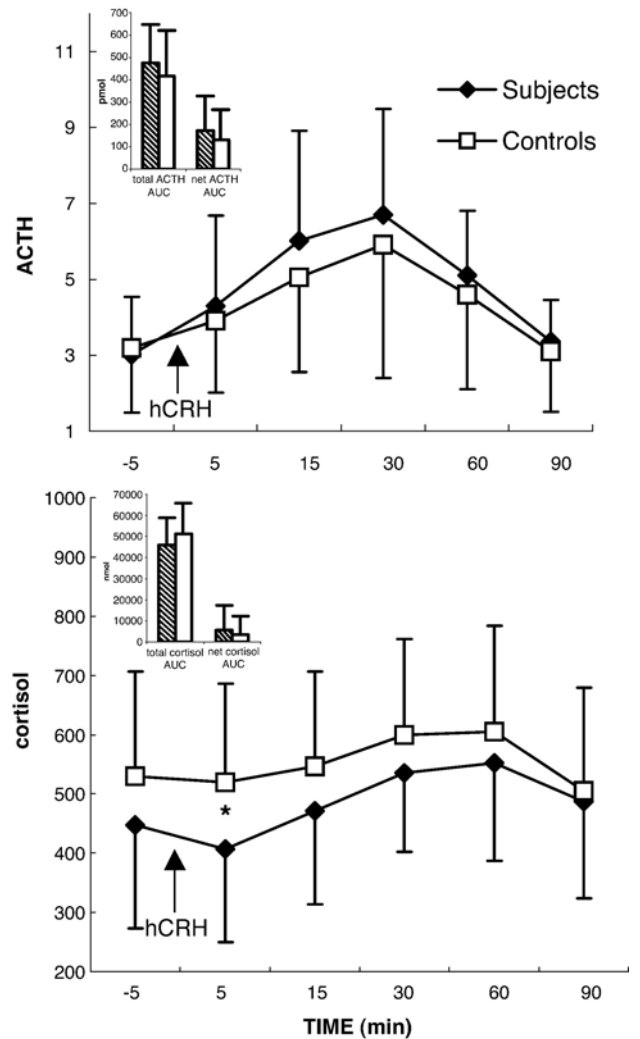 700
600
500
400
300
200
100
0
pmol
total ACTH
AUC
net ACTH
AUC
11
9
7
5
3
1
ACTH
Subjects
Controls
hCRH
-5 5 15 30 60 90
1000
900
800
700
600
500
400
300
200
cortisol
70000
60000
50000
40000
30000
20000
10000
0
nmol
total cortisol
AUC
net cortisol
AUC
*
hCRH
-5 5 15 30 60 90
TIME (min)